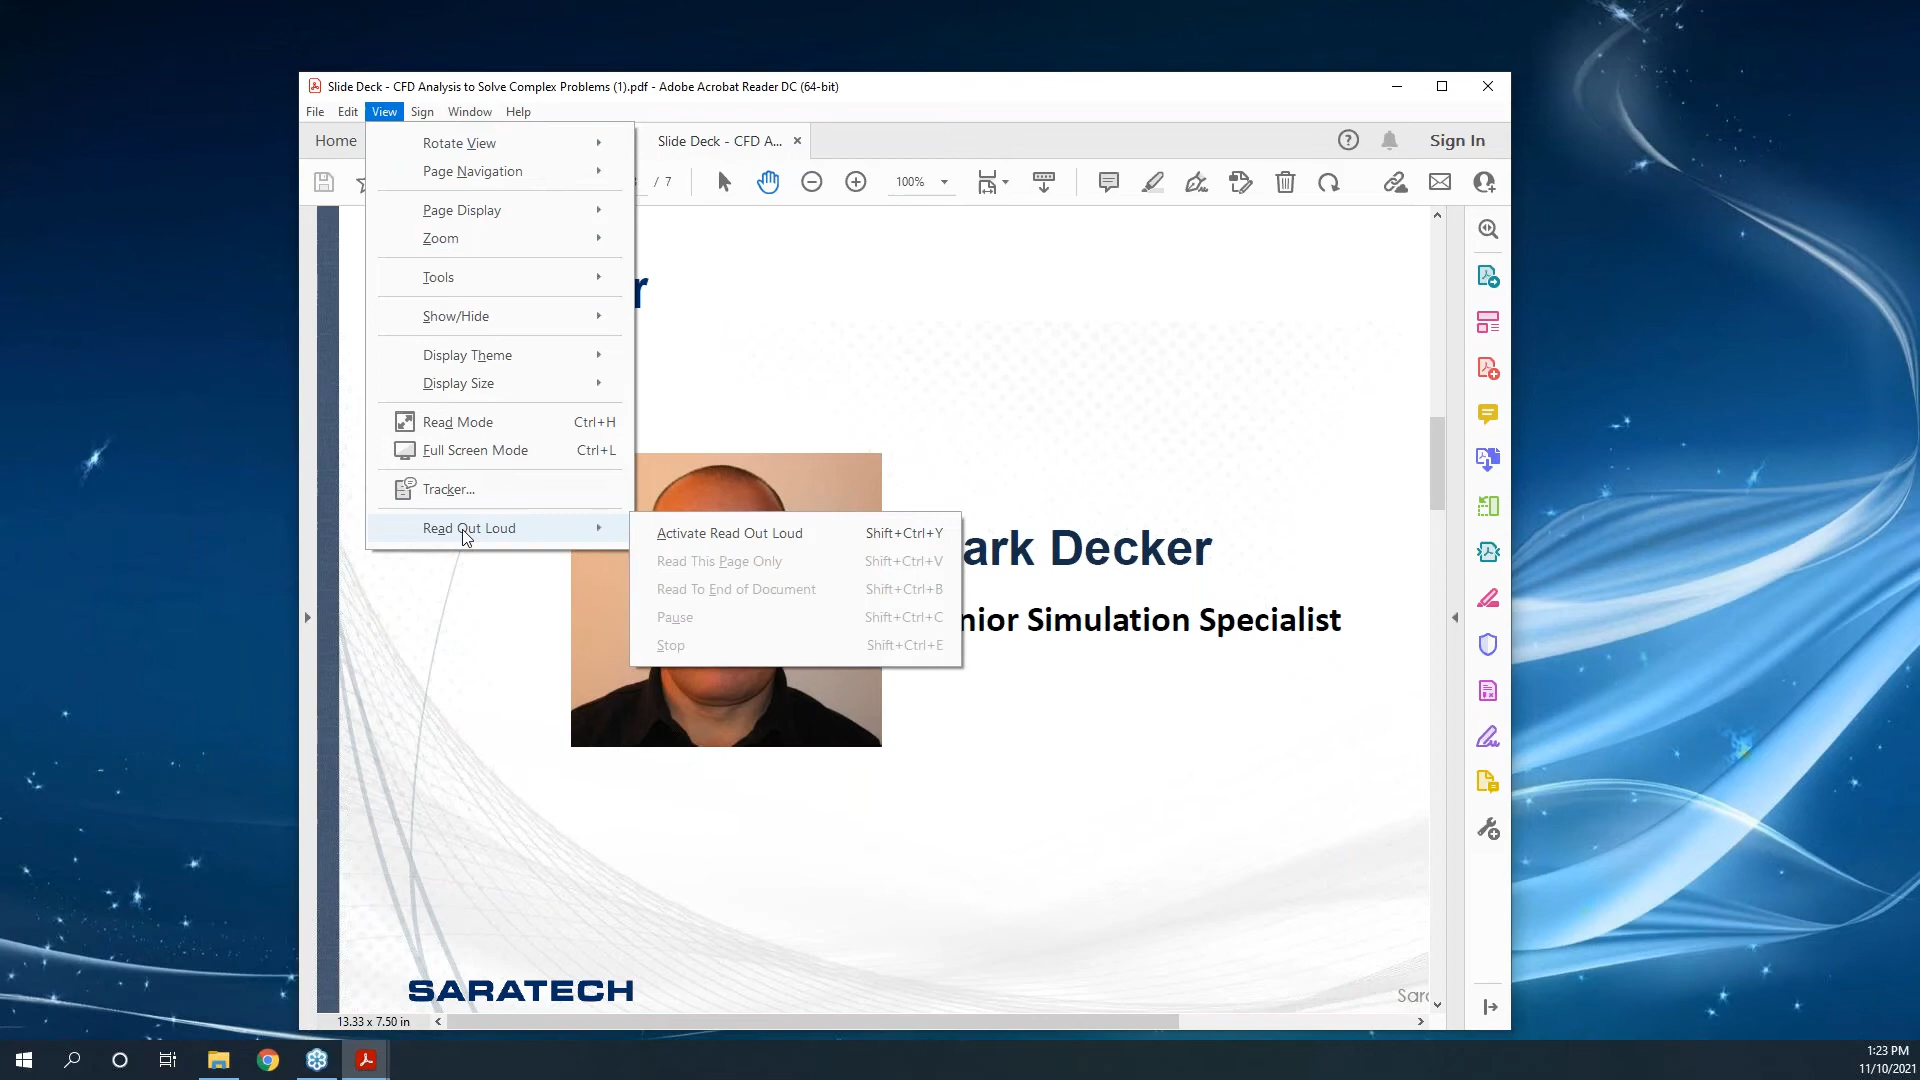 Slide Deck - CFD Analysis to Solve Complex Problems (1).pdf - Adobe Acrobat Reader DC (64-bit)
File Edit View Sign Window Help
Home Slide Deck - CFD A... Sign In
/ 7 100%
Rotate View
Page Navigation
Page Display
Zoom
Tools
Show/Hide
Display Theme
Display Size
Read Mode Ctrl+H
Full Screen Mode Ctrl+L
Tracker...
Read Out Loud
Activate Read Out Loud Shift+Ctrl+Y
Read This Page Only Shift+Ctrl+V
Read To End of Document Shift+Ctrl+B
Pause Shift+Ctrl+C
Stop Shift+Ctrl+E
r
ark Decker
nior Simulation Specialist
SARATECH
Sara
13.33 x 7.50 in
1:23 PM
11/10/2021